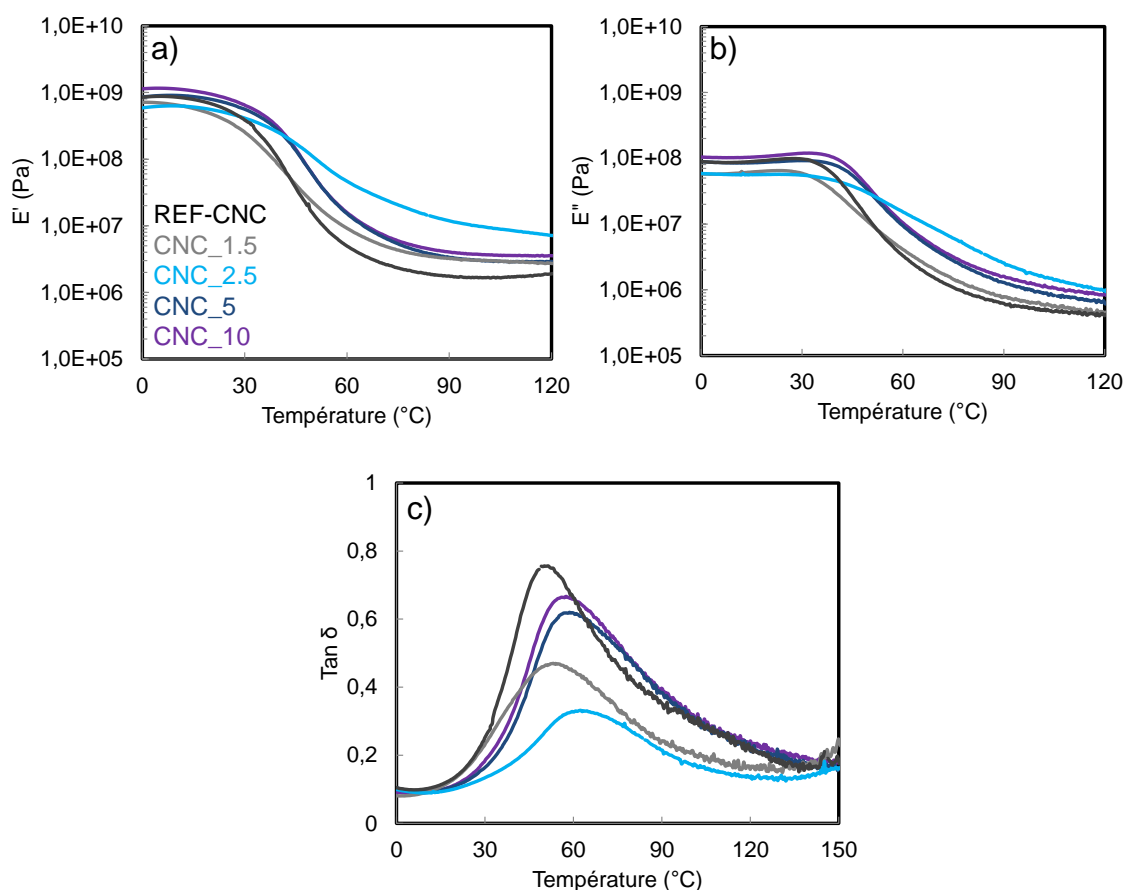 a)
1,0E+10
1,0E+09
1,0E+08
1,0E+07
1,0E+06
1,0E+05
E' (Pa)
REF-CNC
CNC_1.5
CNC_2.5
CNC_5
CNC_10
0 30 60 90 120
Température (°C)
b)
1,0E+10
1,0E+09
1,0E+08
1,0E+07
1,0E+06
1,0E+05
E" (Pa)
0 30 60 90 120
Température (°C)
c)
1
0,8
0,6
0,4
0,2
0
Tan δ
0 30 60 90 120 150
Température (°C)